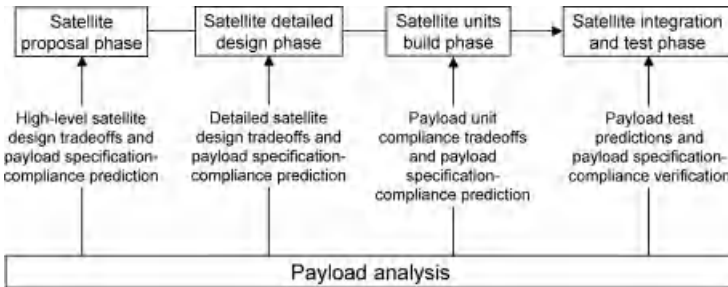 Satellite
proposal phase
Satellite detailed
design phase
Satellite units
build phase
Satellite integration
and test phase
High-level satellite
design tradeoffs and
payload specification-
compliance prediction
Detailed satellite
design tradeoffs and
payload specification-
compliance prediction
Payload unit
compliance tradeoffs
and payload
specification-
compliance prediction
Payload test
predictions and
payload specification-
compliance verification
Payload analysis